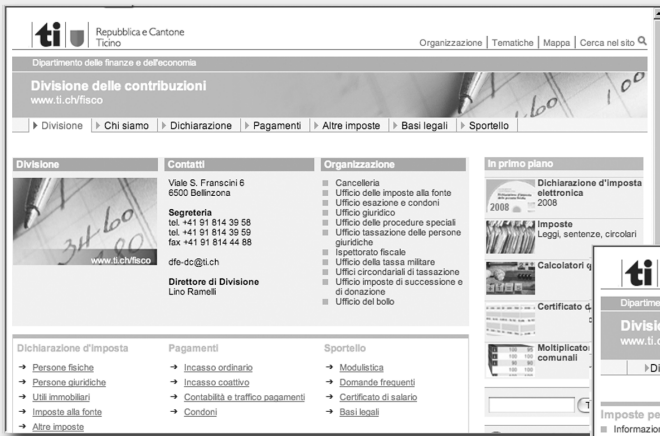 ti
Repubblica e Cantone
Ticino
Organizzazione | Tematiche | Mappa | Cerca nel sito
Dipartimento delle finanze e dell'economia
Divisione delle contribuzioni
www.ti.ch/fisco
Divisione
Chi siamo
Dichiarazione
Pagamenti
Altre imposte
Basi legali
Sportello
Divisione
www.ti.ch/fisco
Contatti
Viale S. Franscini 6
6500 Bellinzona
Segreteria
tel. +41 91 814 39 58
tel. +41 91 814 39 59
fax +41 91 814 44 88
dfe-dc@ti.ch
Direttore di Divisione
Lino Ramelli
Organizzazione
Cancelleria
Ufficio delle imposte alla fonte
Ufficio esazione e condoni
Ufficio giuridico
Ufficio delle procedure speciali
Ufficio tassazione delle persone
giuridiche
Ispettorato fiscale
Ufficio della tassa militare
Uffici circondariali di tassazione
Ufficio imposte di successione e
di donazione
Ufficio del bollo
In primo piano
2008
Dichiarazione d'imposta
elettronica
2008
Imposte
Leggi, sentenze, circolari
Calcolatori
Certificato
Moltiplicato
comunali
Dichiarazione d'imposta
Persone fisiche
Persone giuridiche
Utili immobiliari
Imposte alla fonte
Altre imposte
Pagamenti
Incasso ordinario
Incasso coattivo
Contabilità e traffico pagamenti
Condoni
Sportello
Modulistica
Domande frequenti
Certificato di salario
Basi legali
ti
Dipartime
Divisi
www.ti.c
Di
Imposte pe
Informazio